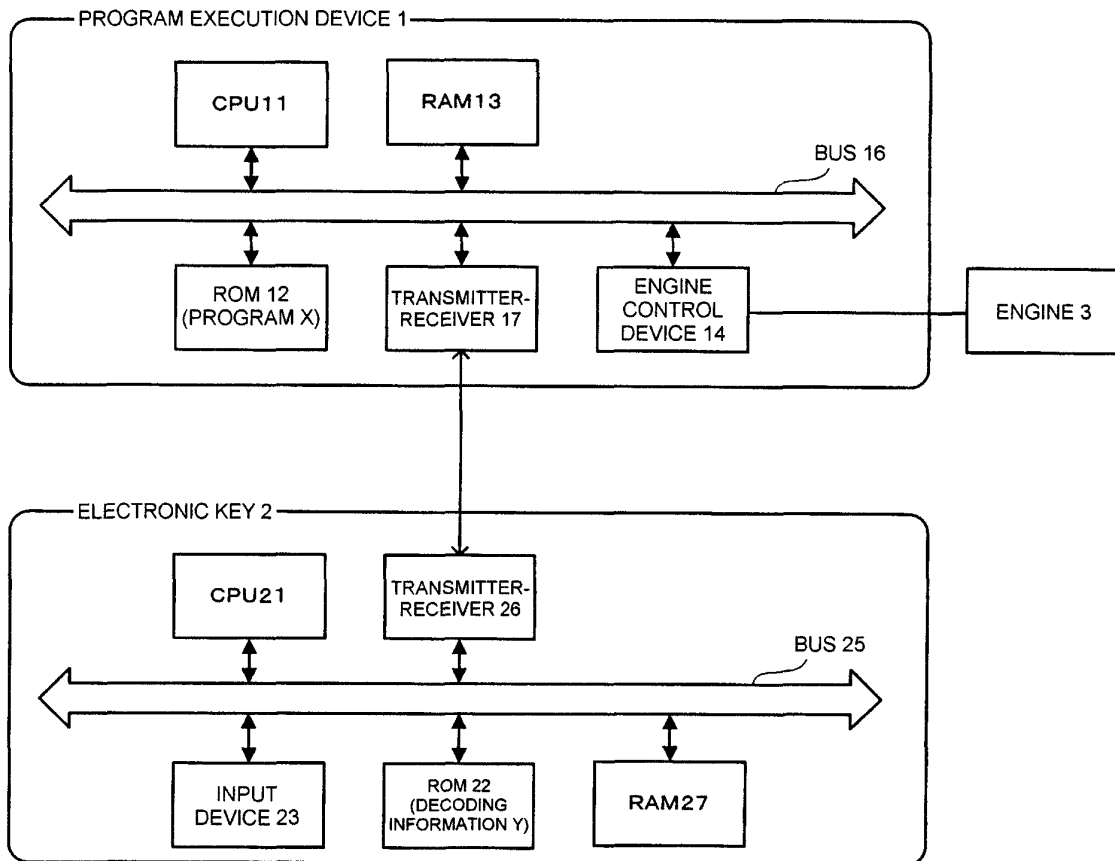 PROGRAM EXECUTION DEVICE 1
CPU11
RAM13
BUS 16
ROM 12
(PROGRAM X)
TRANSMITTER-
RECEIVER 17
ENGINE
CONTROL
DEVICE 14
ENGINE 3
ELECTRONIC KEY 2
CPU21
TRANSMITTER-
RECEIVER 26
BUS 25
INPUT
DEVICE 23
ROM 22
(DECODING
INFORMATION Y)
RAM27